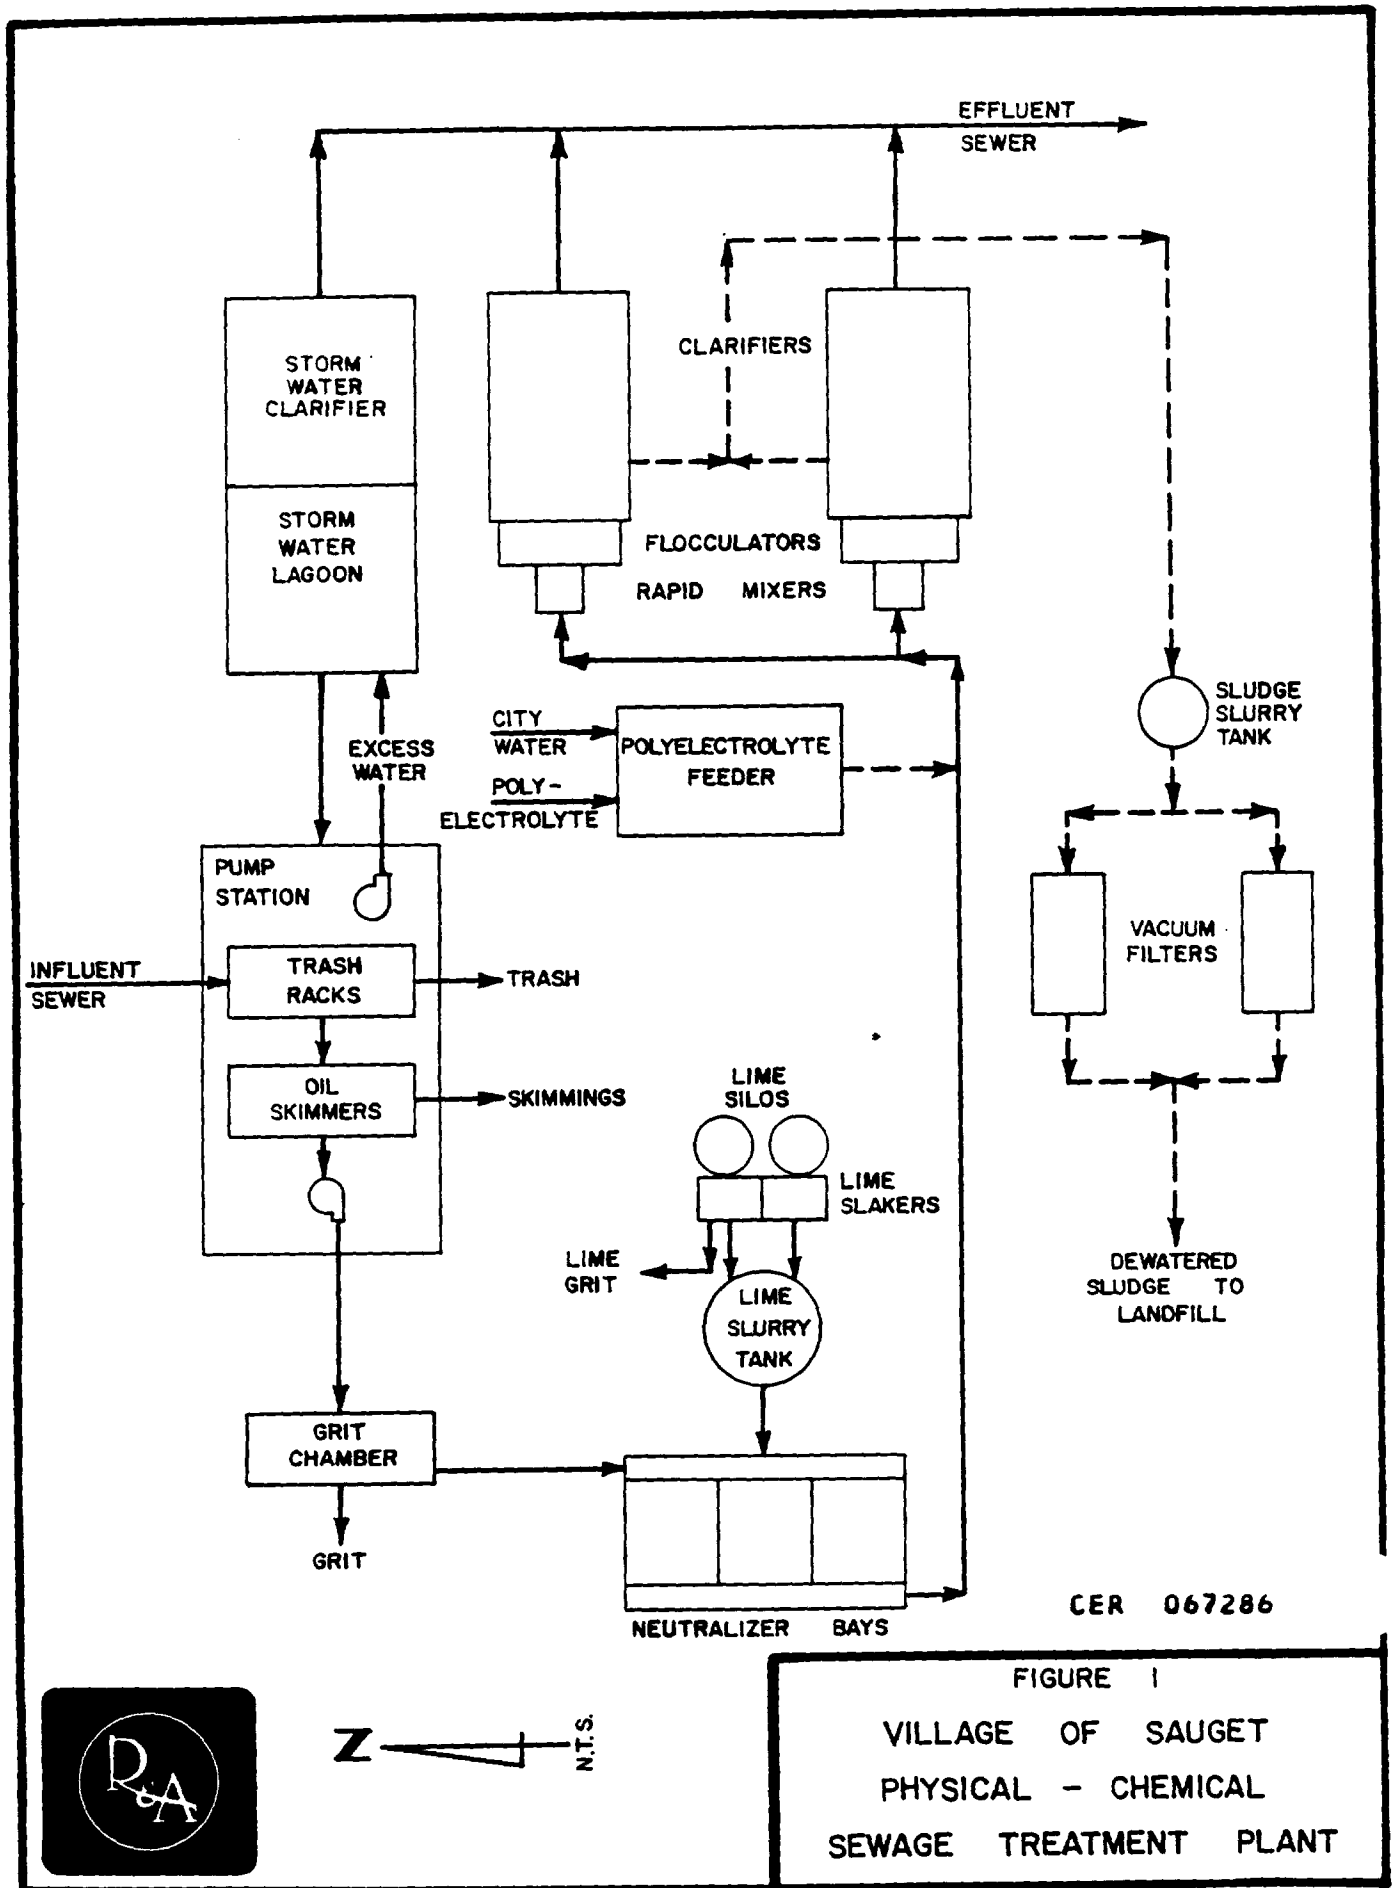 EFFLUENT
SEWER
STORM
WATER
CLARIFIER
CLARIFIERS
STORM
WATER
LAGOON
FLOCCULATORS
RAPID MIXERS
EXCESS
WATER
CITY
WATER
POLY-
ELECTROLYTE
POLYELECTROLYTE
FEEDER
SLUDGE
SLURRY
TANK
PUMP
STATION
INFLUENT
SEWER
TRASH
RACKS
TRASH
OIL
SKIMMERS
SKIMMINGS
VACUUM
FILTERS
LIME
SILOS
LIME
SLAKERS
LIME
GRIT
LIME
SLURRY
TANK
DEWATERED
SLUDGE TO
LANDFILL
GRIT
CHAMBER
GRIT
NEUTRALIZER BAYS
CER 067286
R&A
Z
N.T.S.
FIGURE 1
VILLAGE OF SAUGET
PHYSICAL - CHEMICAL
SEWAGE TREATMENT PLANT